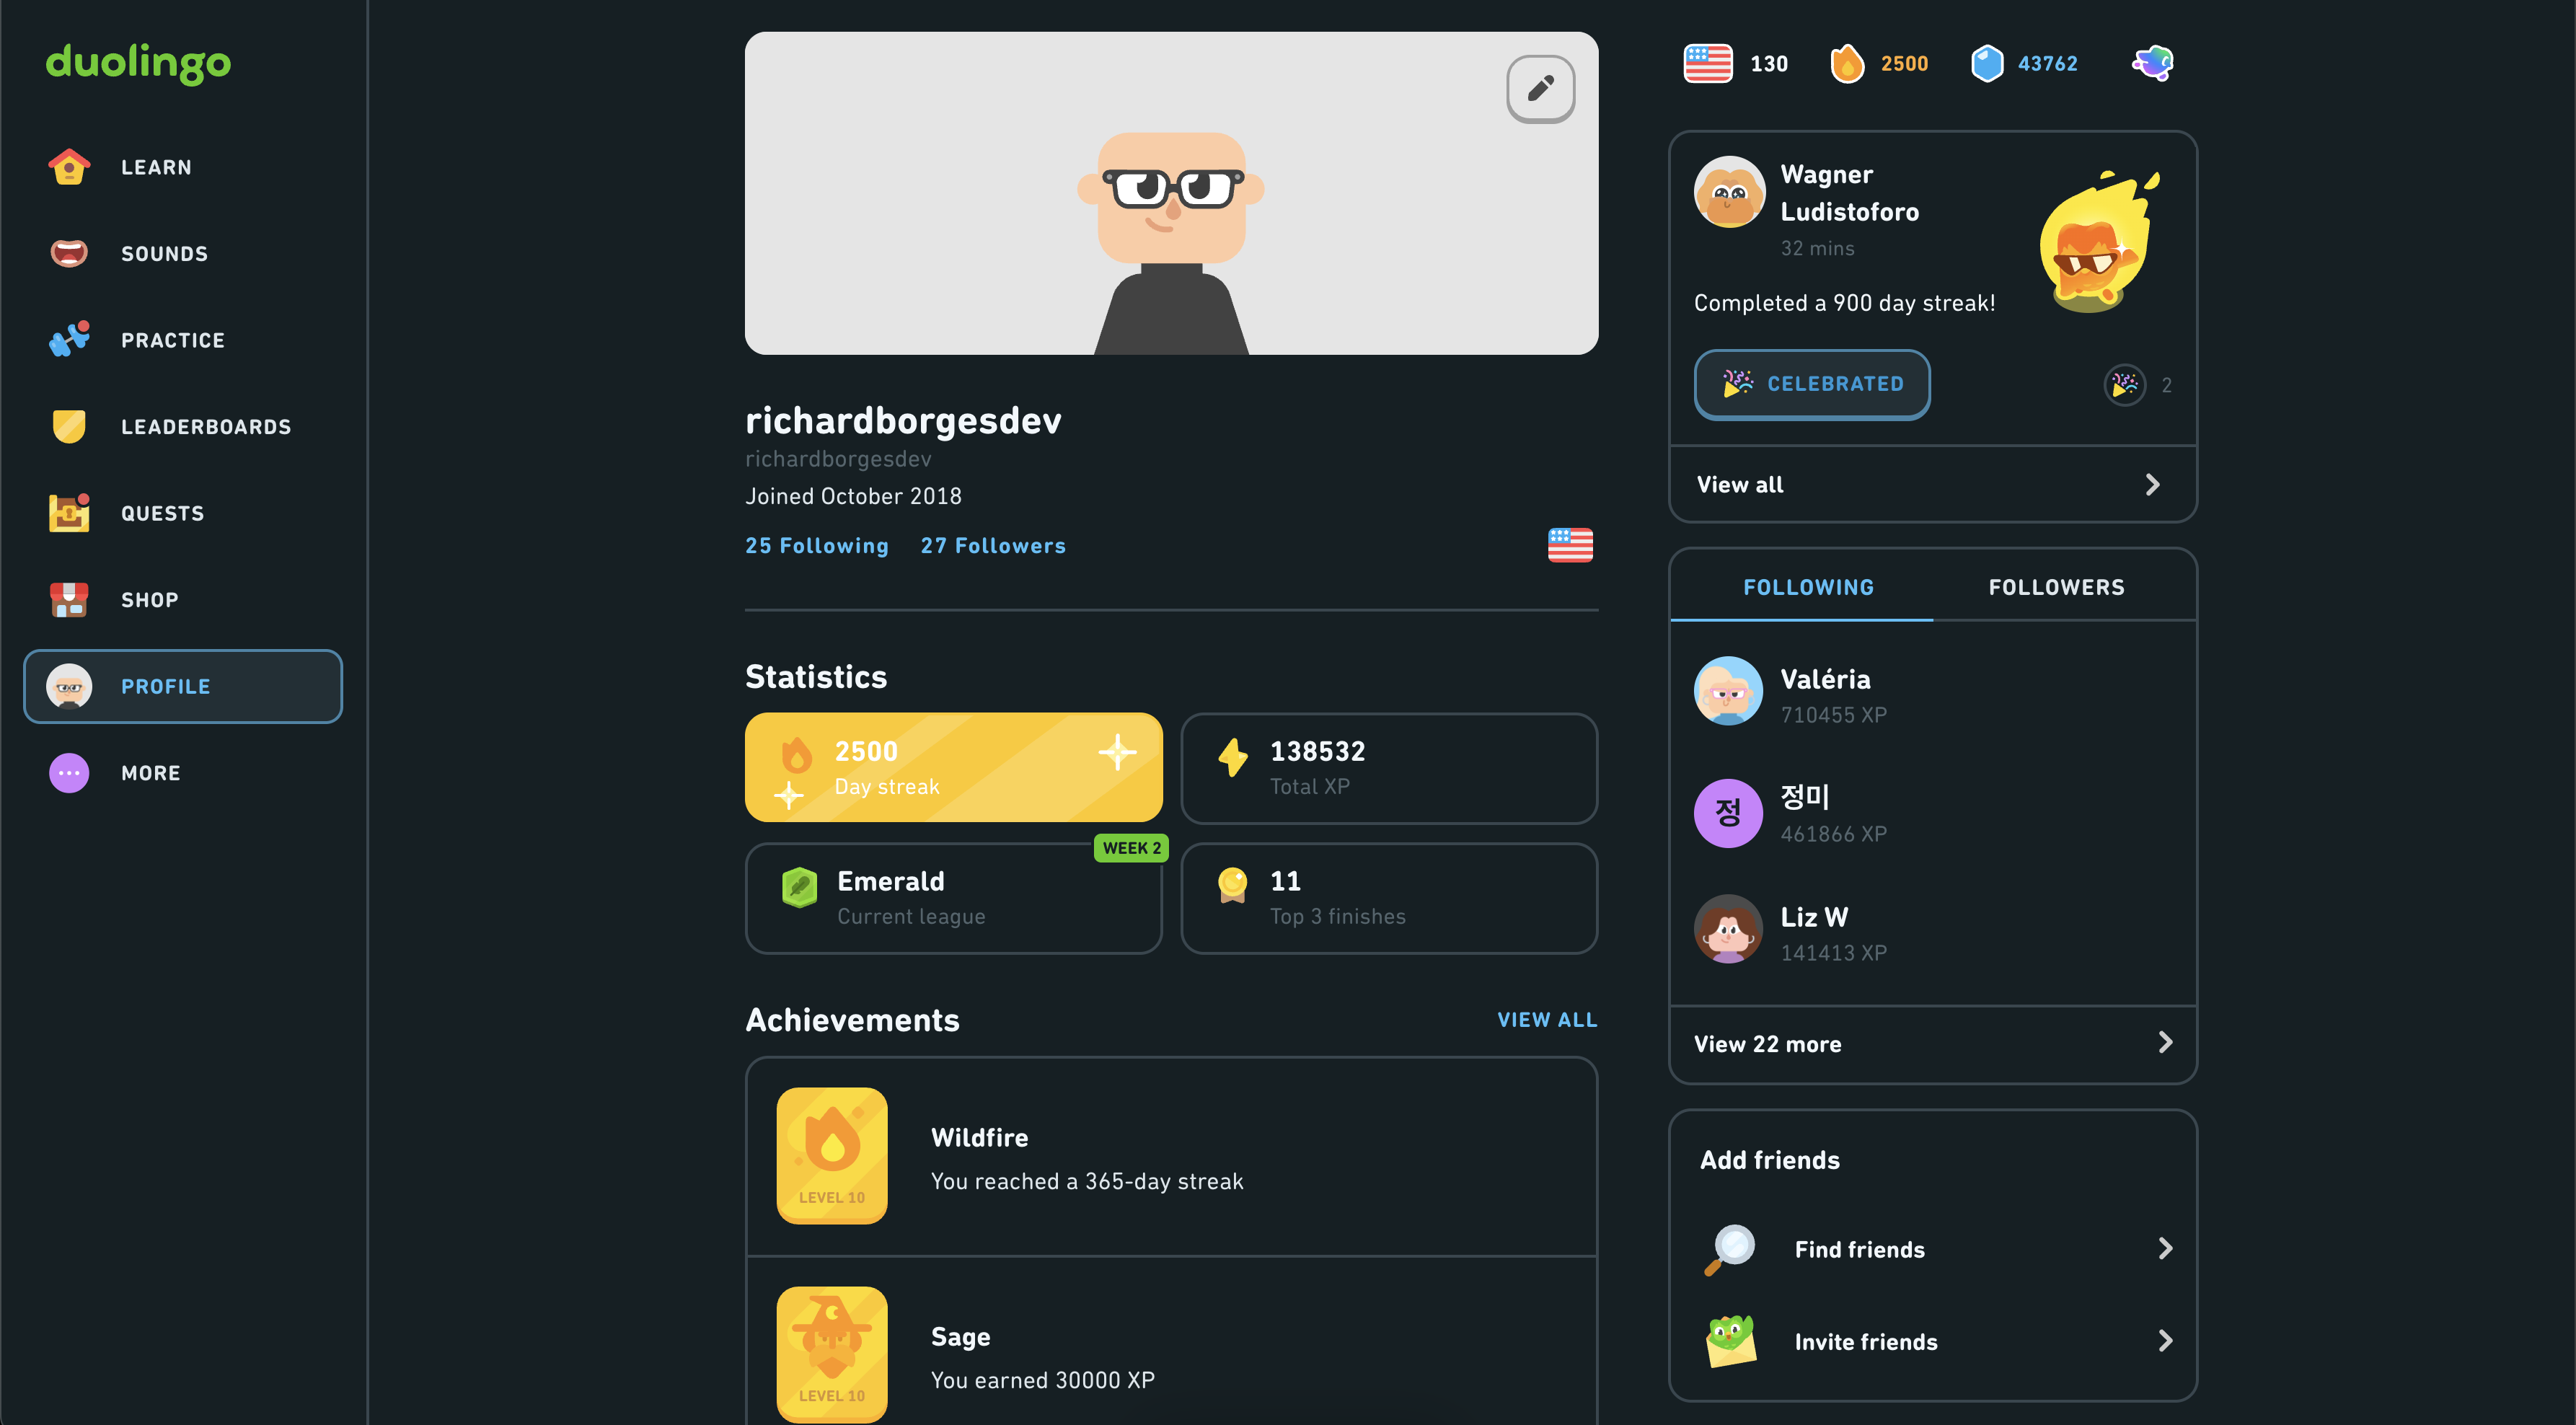 duolingo
LEARN
SOUNDS
PRACTICE
LEADERBOARDS
QUESTS
SHOP
PROFILE
MORE
richardborgesdev
richardborgesdev
Joined October 2018
25 Following 27 Followers
Statistics
2500
Day streak
138532
Total XP
WEEK 2
Emerald
Current league
11
Top 3 finishes
Achievements
VIEW ALL
LEVEL 10
Wildfire
You reached a 365-day streak
LEVEL 10
Sage
You earned 30000 XP
130 2500 43762
Wagner
Ludistoforo
32 mins
Completed a 900 day streak!
CELEBRATED
2
View all
FOLLOWING FOLLOWERS
Valéria
710455 XP
정
정미
461866 XP
Liz W
141413 XP
View 22 more
Add friends
Find friends
Invite friends